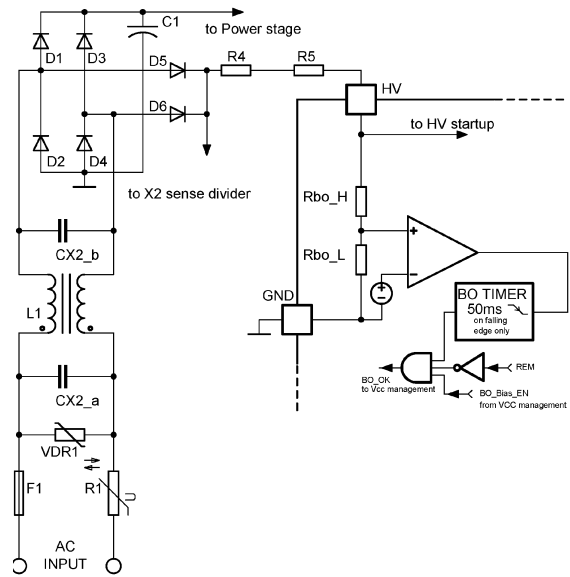 C1
to Power stage
D1
D3
D5
R4
R5
HV
D6
to HV startup
D2
D4
to X2 sense divider
Rbo_H
+
CX2_b
Rbo_L
−
GND
+
−
BO TIMER
50ms
on falling
edge only
L1
REM
BO_OK
to Vcc management
BO_Bias_EN
from VCC management
CX2_a
VDR1
F1
R1
U
AC
INPUT